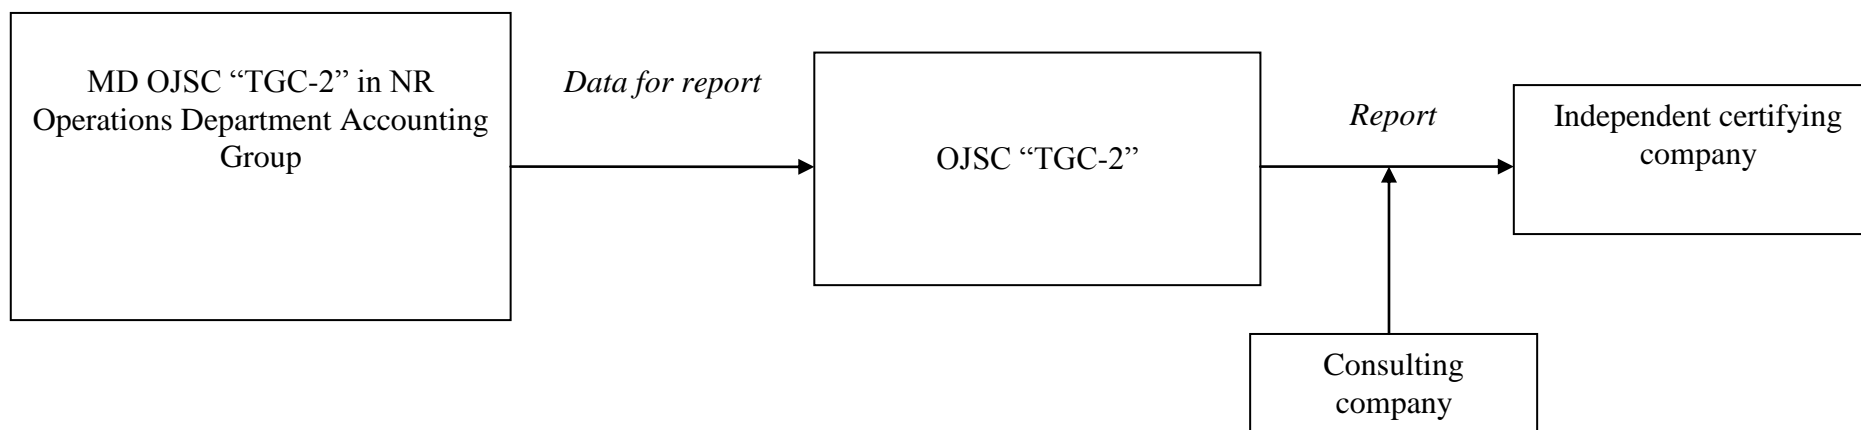 MD OJSC “TGC-2” in NR
Operations Department Accounting
Group
Data for report
OJSC “TGC-2”
Report
Independent certifying
company
Consulting
company